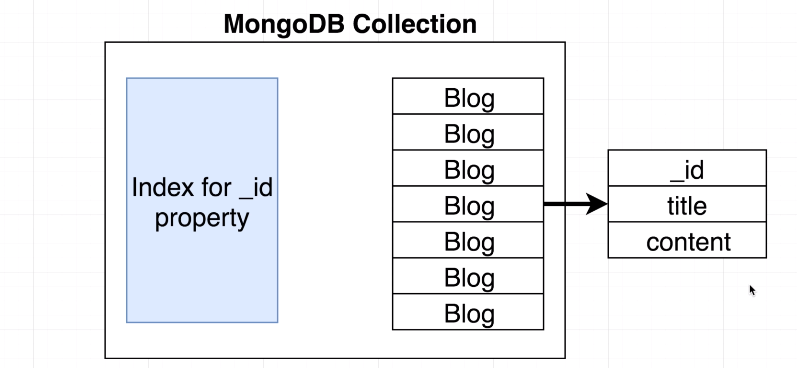 MongoDB Collection
Index for _id
property
Blog
Blog
Blog
Blog
Blog
Blog
Blog
_id
title
content